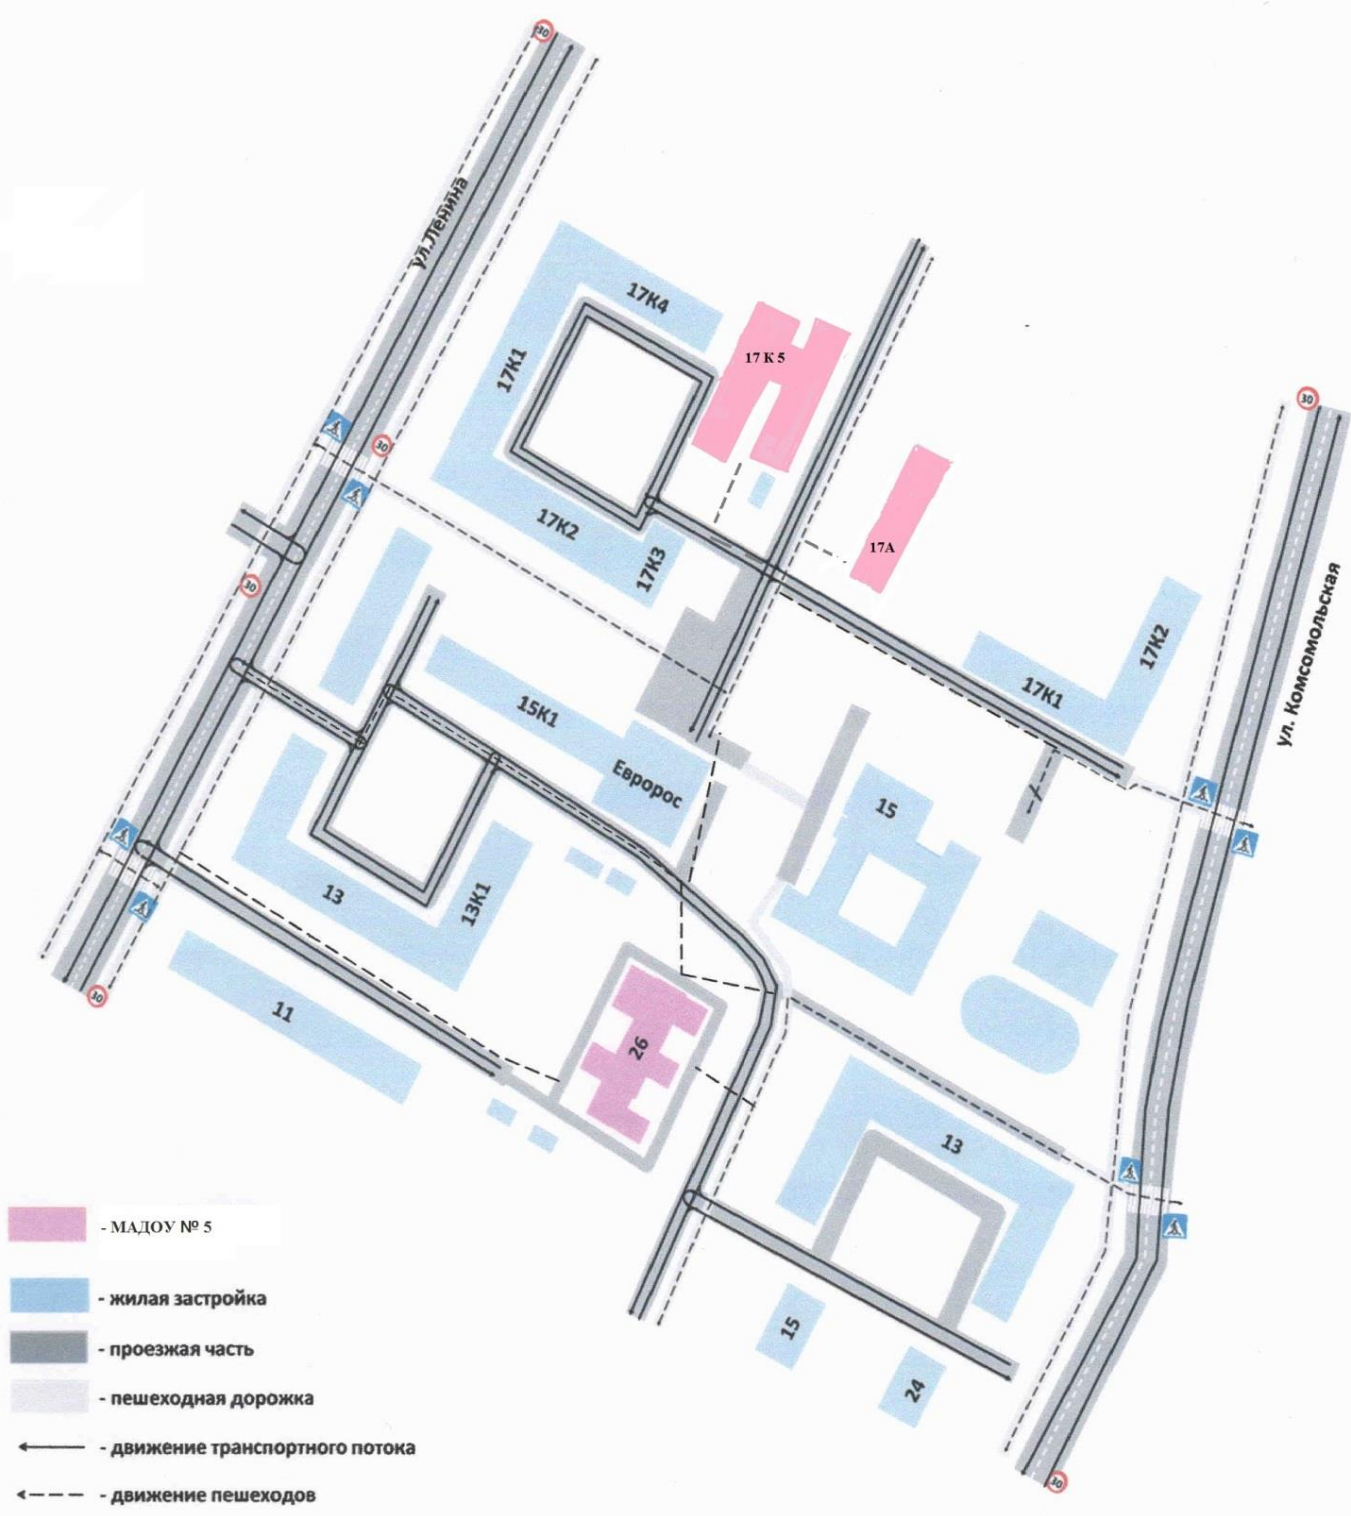 30
ул.Ленина
17К4
17К1
17 К 5
30
30
17К2
17К3
17А
30
17К2
17К1
ул. Комсомольская
15К1
Евророс
15
13
13К1
11
26
13
30
15
24
30
- МАДОУ № 5
- жилая застройка
- проезжая часть
- пешеходная дорожка
- движение транспортного потока
- движение пешеходов